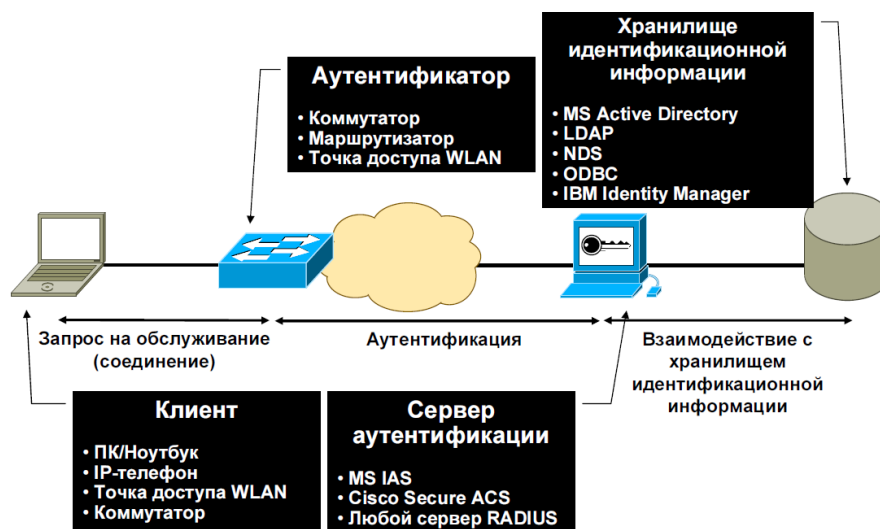 Хранилище
идентификационной
информации
• MS Active Directory
• LDAP
• NDS
• ODBC
• IBM Identity Manager
Аутентификатор
• Коммутатор
• Маршрутизатор
• Точка доступа WLAN
Запрос на обслуживание
(соединение)
Аутентификация
Взаимодействие с
хранилищем
идентификационной
информации
Клиент
• ПК/Ноутбук
• IP-телефон
• Точка доступа WLAN
• Коммутатор
Сервер
аутентификации
• MS IAS
• Cisco Secure ACS
• Любой сервер RADIUS